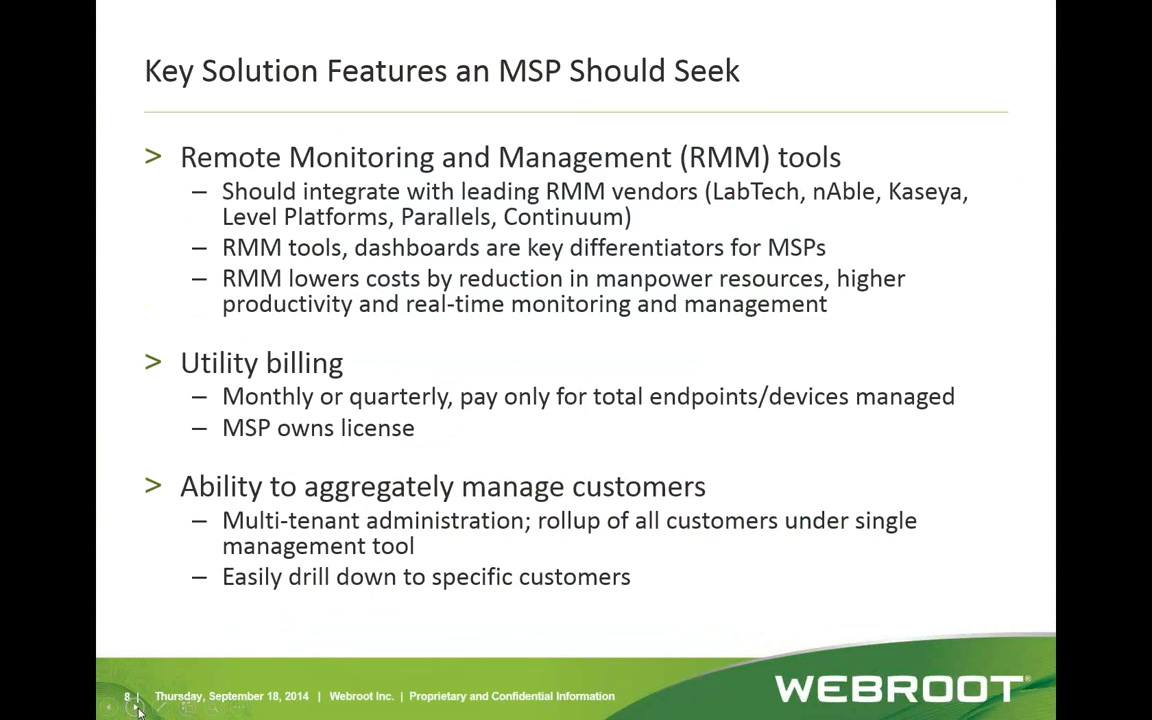 Key Solution Features an MSP Should Seek
> Remote Monitoring and Management (RMM) tools
– Should integrate with leading RMM vendors (LabTech, nAble, Kaseya,
Level Platforms, Parallels, Continuum)
– RMM tools, dashboards are key differentiators for MSPs
– RMM lowers costs by reduction in manpower resources, higher
productivity and real-time monitoring and management
> Utility billing
– Monthly or quarterly, pay only for total endpoints/devices managed
– MSP owns license
> Ability to aggregately manage customers
– Multi-tenant administration; rollup of all customers under single
management tool
– Easily drill down to specific customers
8 | Thursday, September 18, 2014 | Webroot Inc. | Proprietary and Confidential Information
WEBROOT®